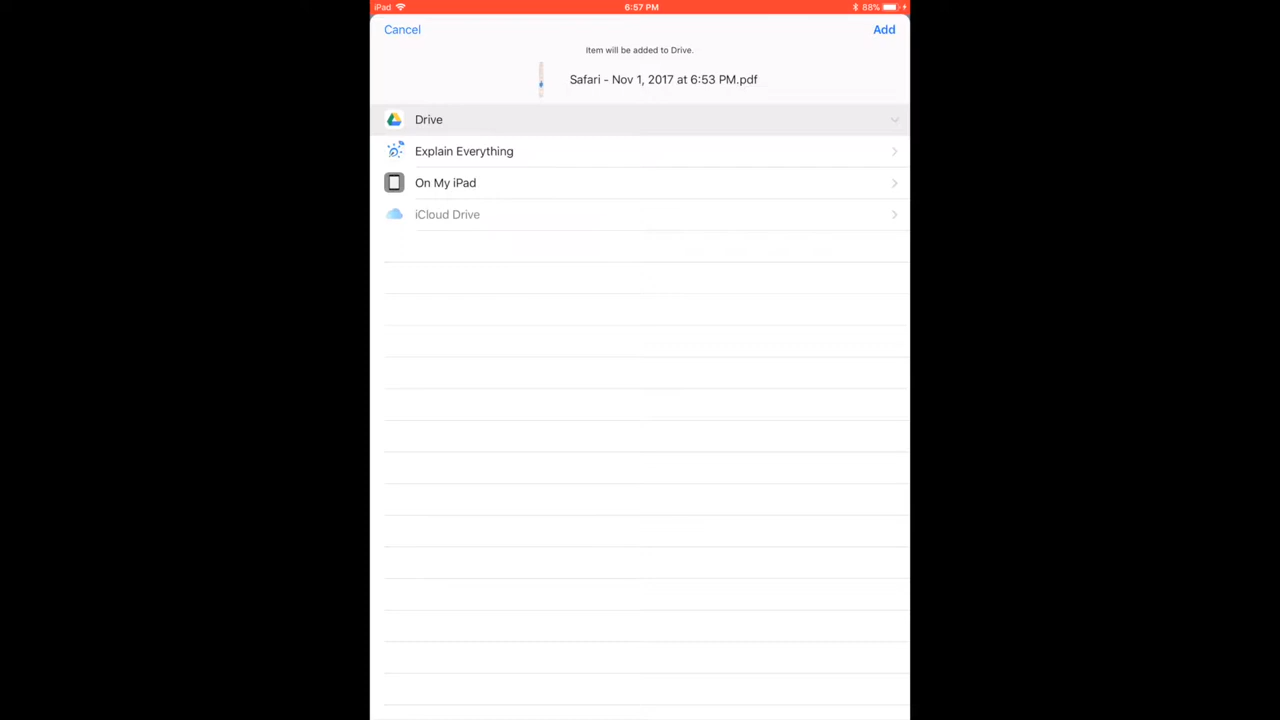 iPad 6:57 PM 88%
Cancel Add
Item will be added to Drive.
Safari - Nov 1, 2017 at 6:53 PM.pdf
Drive
Explain Everything
On My iPad
iCloud Drive